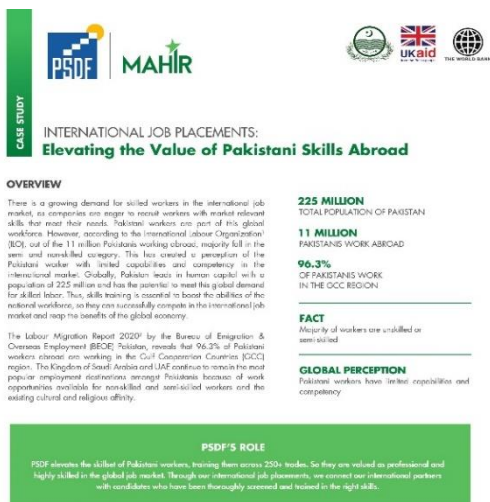 PSDF
MAHIR
UKaid
THE WORLD BANK
CASE STUDY
INTERNATIONAL JOB PLACEMENTS:
Elevating the Value of Pakistani Skills Abroad
OVERVIEW
There is a growing demand for skilled workers in the international job
market, as companies are eager to recruit workers with market relevant
skills that meet their needs. Pakistani workers are part of this global
workforce. However, according to the International Labour Organization¹
(ILO), out of the 11 million Pakistanis working abroad, majority fall in the
semi and non-skilled category. This has created a perception of the
Pakistani worker with limited capabilities and competency in the
international market. Globally, Pakistan leads in human capital with a
population of 225 million and has the potential to meet this global demand
for skilled labor. Thus, skills training is essential to boost the abilities of the
national workforce, so they can successfully compete in the international job
market and reap the benefits of the global economy.
The Labour Migration Report 2020² by the Bureau of Emigration &
Overseas Employment (BEOE) Pakistan, reveals that 96.3% of Pakistani
workers abroad are working in the Gulf Cooperation Countries (GCC)
region. The Kingdom of Saudi Arabia and UAE continue to remain the most
popular employment destinations amongst Pakistanis because of work
opportunities available for non-skilled and semi-skilled workers and the
existing cultural and religious affinity.
225 MILLION
TOTAL POPULATION OF PAKISTAN
11 MILLION
PAKISTANIS WORK ABROAD
96.3%
OF PAKISTANIS WORK
IN THE GCC REGION
FACT
Majority of workers are unskilled or
semi-skilled
GLOBAL PERCEPTION
Pakistani workers have limited capabilities and
competency
PSDF'S ROLE
PSDF elevates the skillset of Pakistani workers, training them across 250+ trades. So they are valued as professional and
highly skilled in the global job market. Through our international job placements, we connect our international partners
with candidates who have been thoroughly screened and trained in the right skills.